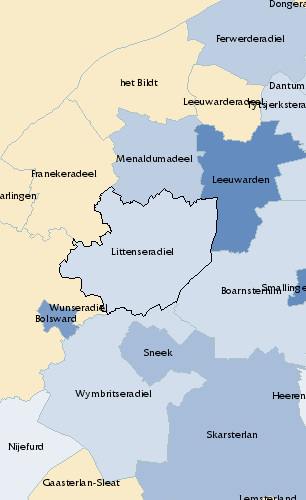 Dongera
Ferwerderadiel
het Bildt
Dantum
Leeuwarderadeel
Tytsjerkstera
Menaldumadeel
Franekeradeel
Leeuwarden
arlingen
Littenseradiel
Boarnsterhim
Smallinge
Wunseradiel
Bolsward
Sneek
Wymbritseradiel
Heeren
Skarsterlan
Nijefurd
Gaasterlan-Sleat
Lemsterland